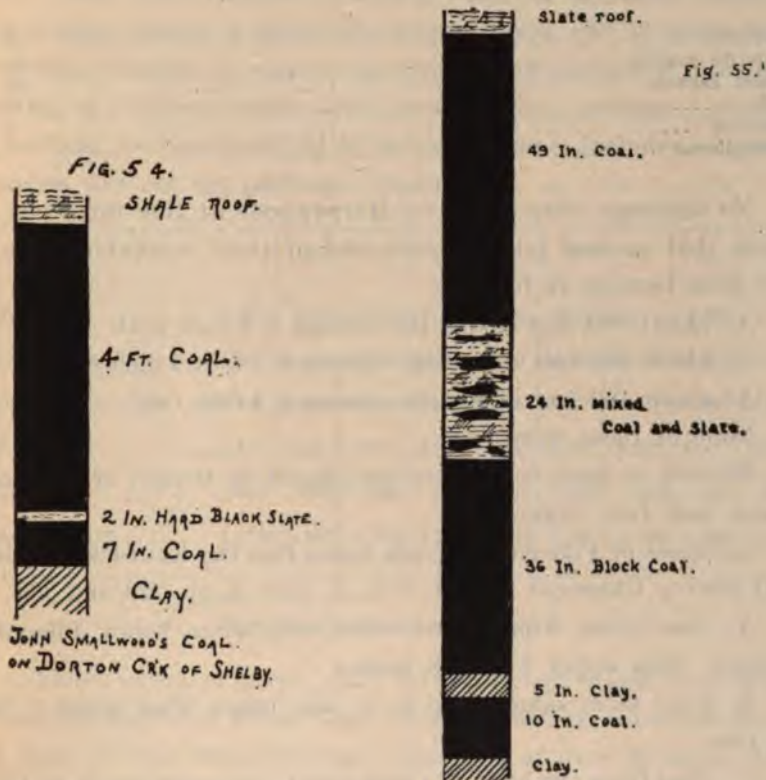 FIG. 54.
SHALE ROOF.
4 FT. COAL.
2 IN. HARD BLACK SLATE.
7 IN. COAL.
CLAY.
JOHN SMALLWOOD'S COAL
ON DORTON CRK OF SHELBY.
Slate roof.
Fig. 55.
49 In. Coal.
24 In. Mixed
Coal and Slate.
36 In. Block Coal.
5 In. Clay.
10 In. Coal.
Clay.